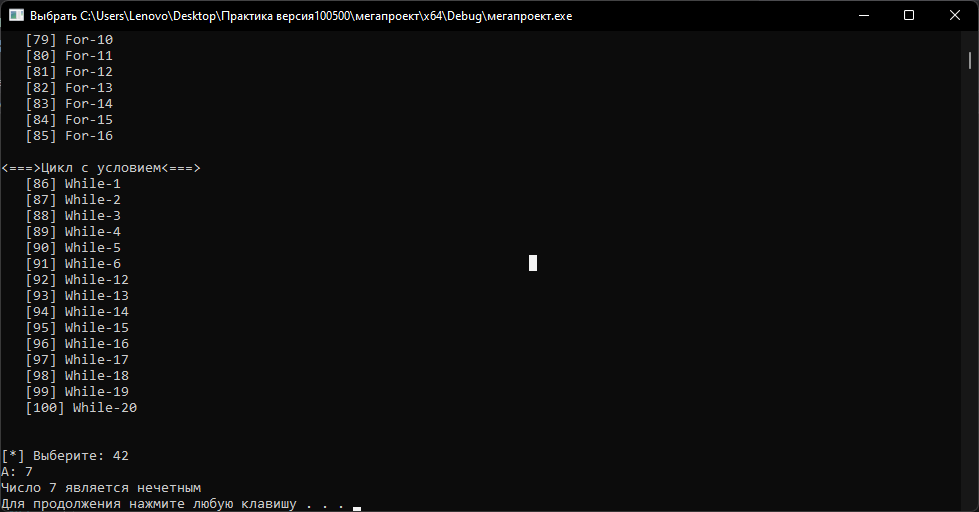 Выбрать C:\Users\Lenovo\Desktop\Практика версия100500\мегапроект\x64\Debug\мегапроект.exe
[79] For-10
[80] For-11
[81] For-12
[82] For-13
[83] For-14
[84] For-15
[85] For-16
<===>Цикл с условием<===>
[86] While-1
[87] While-2
[88] While-3
[89] While-4
[90] While-5
[91] While-6
[92] While-12
[93] While-13
[94] While-14
[95] While-15
[96] While-16
[97] While-17
[98] While-18
[99] While-19
[100] While-20
[*] Выберите: 42
A: 7
Число 7 является нечетным
Для продолжения нажмите любую клавишу . . .